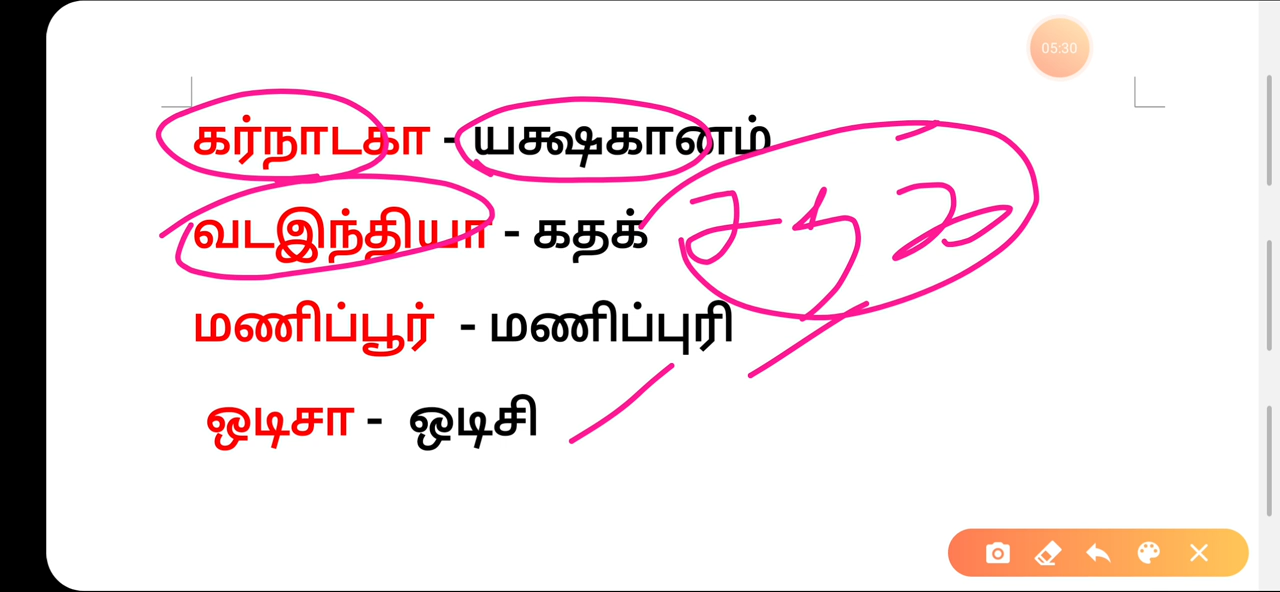 05:30
கர்நாடகா - யக்ஷகானம்
வடஇந்தியா - கதக்
மணிப்பூர் - மணிப்புரி
ஒடிசா - ஒடிசி